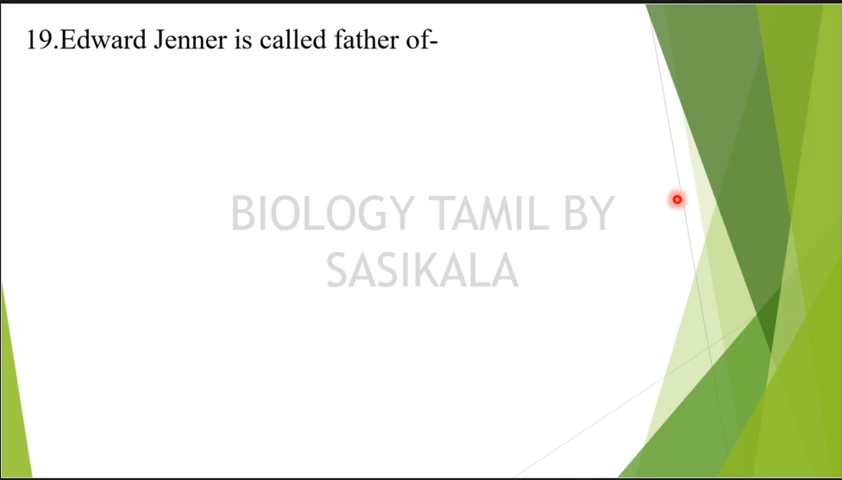 19.Edward Jenner is called father of-
BIOLOGY TAMIL BY
SASIKALA